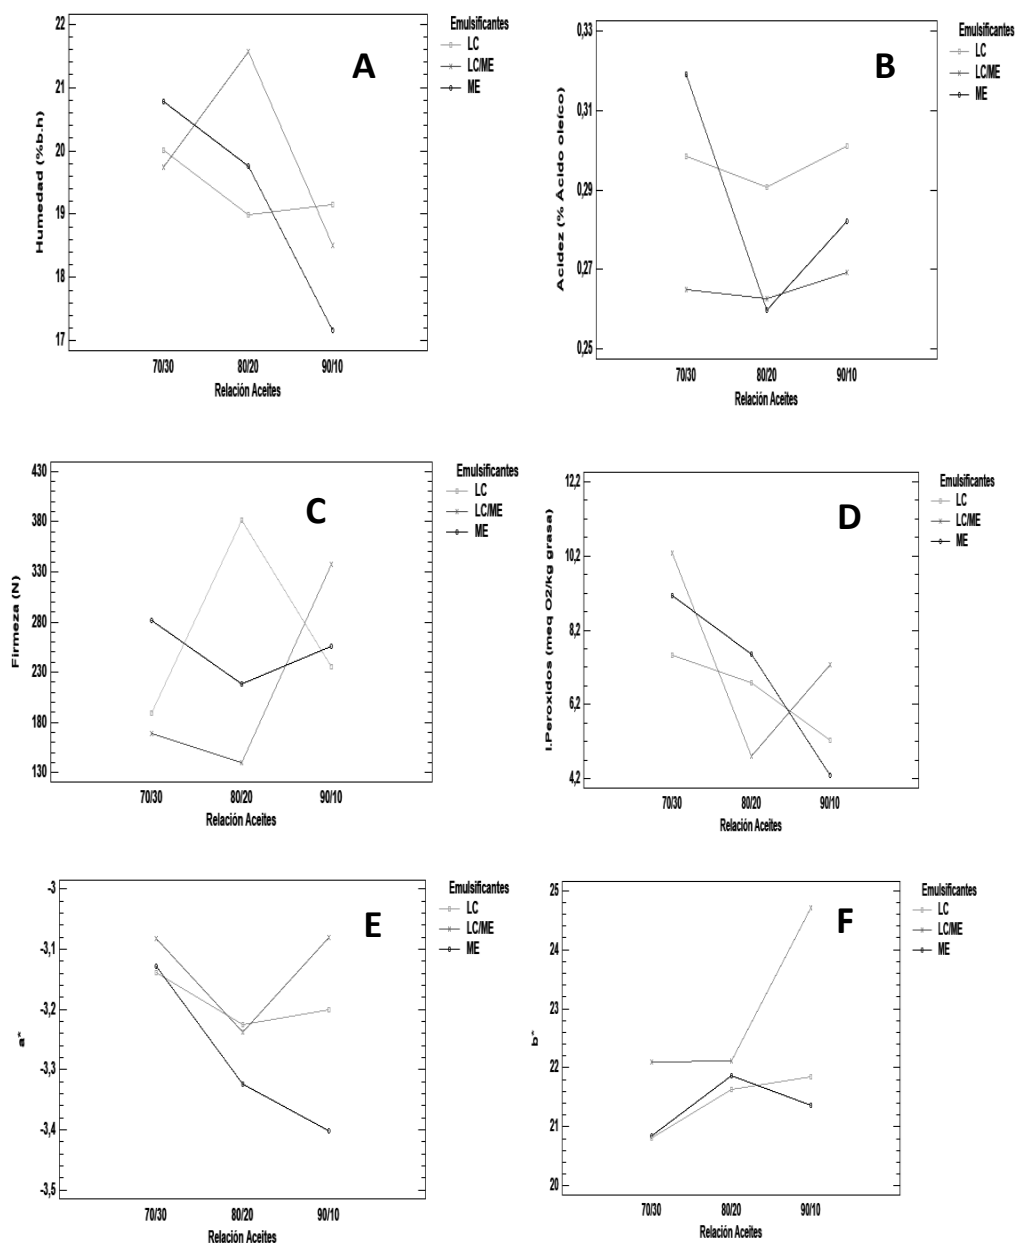 22
21
20
19
18
17
Humedad (%b.h)
70/30 80/20 90/10
Relación Aceites
Emulsificantes
LC
LC/ME
ME
A
0,33
0,31
0,29
0,27
0,25
Acidez (% Acido oleíco)
70/30 80/20 90/10
Relación Aceites
Emulsificantes
LC
LC/ME
ME
B
430
380
330
280
230
180
130
Firmeza (N)
70/30 80/20 90/10
Relación Aceites
Emulsificantes
LC
LC/ME
ME
C
12,2
10,2
8,2
6,2
4,2
I.Peroxidos (meq O2/kg grasa)
70/30 80/20 90/10
Relación Aceites
Emulsificantes
LC
LC/ME
ME
D
-3
-3,1
-3,2
-3,3
-3,4
-3,5
a*
70/30 80/20 90/10
Relación Aceites
Emulsificantes
LC
LC/ME
ME
E
25
24
23
22
21
20
b*
70/30 80/20 90/10
Relación Aceites
Emulsificantes
LC
LC/ME
ME
F